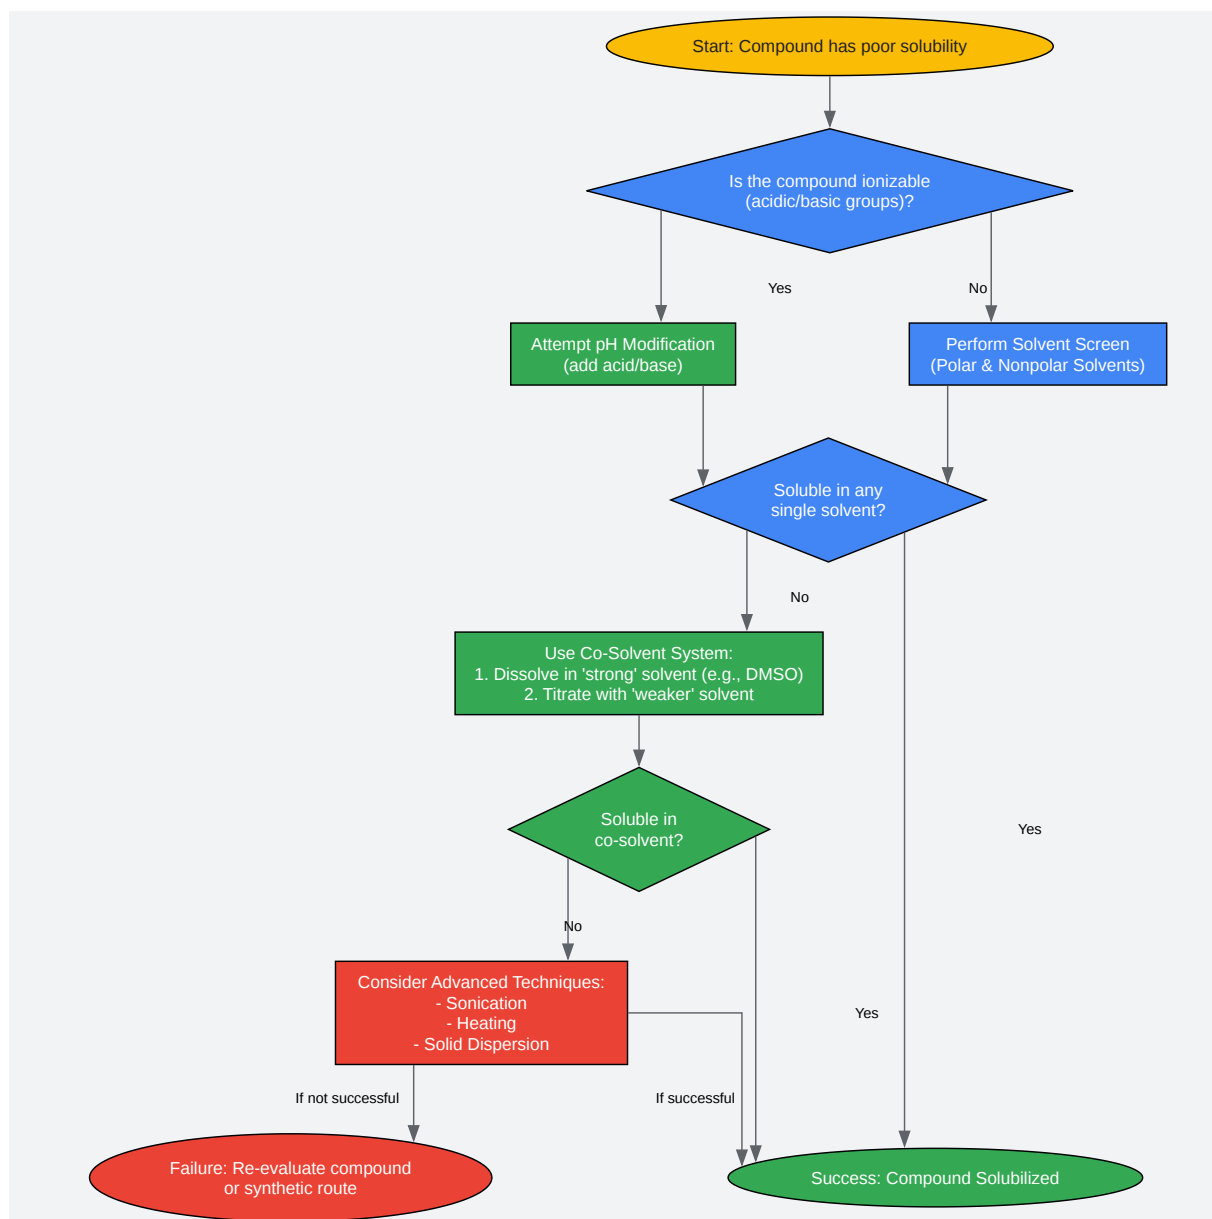 Start: Compound has poor solubility
Is the compound ionizable
(acidic/basic groups)?
Yes
No
Attempt pH Modification
(add acid/base)
Perform Solvent Screen
(Polar & Nonpolar Solvents)
Soluble in any
single solvent?
No
Use Co-Solvent System:
1. Dissolve in 'strong' solvent (e.g., DMSO)
2. Titrate with 'weaker' solvent
Soluble in
co-solvent?
Yes
No
Consider Advanced Techniques:
- Sonication
- Heating
- Solid Dispersion
Yes
If not successful
If successful
Failure: Re-evaluate compound
or synthetic route
Success: Compound Solubilized